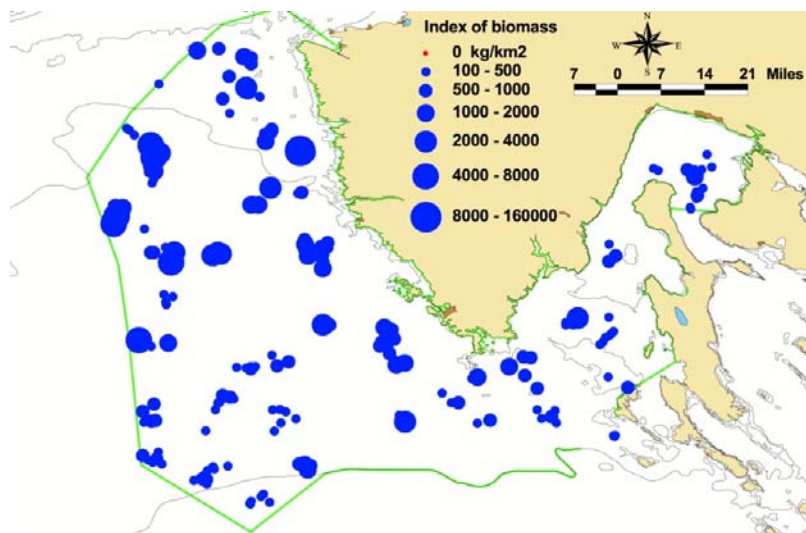 Index of biomass
0 kg/km2
100 - 500
500 - 1000
1000 - 2000
2000 - 4000
4000 - 8000
8000 - 160000
N
W E
S
7 0 7 14 21 Miles